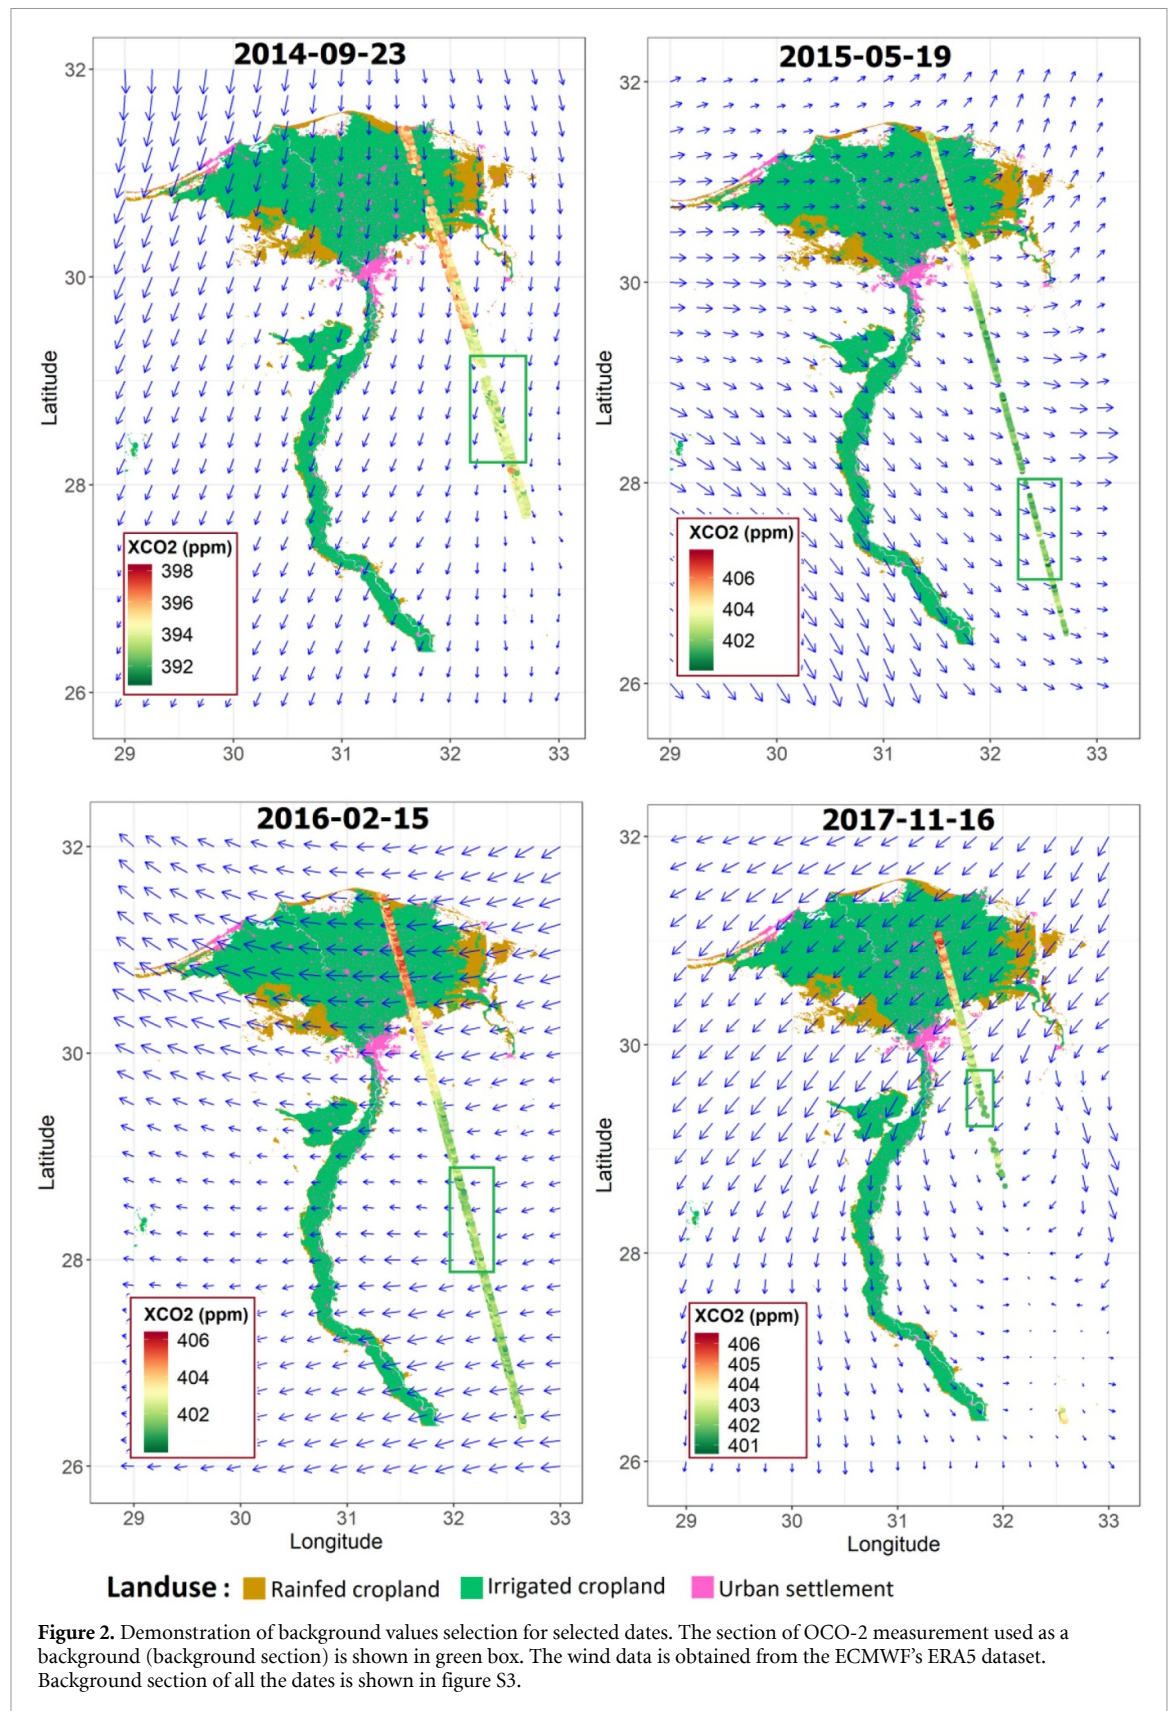 2014-09-23
32
30
28
26
Latitude
XCO2 (ppm)
398
396
394
392
29 30 31 32 33
2015-05-19
32
30
28
26
Latitude
XCO2 (ppm)
406
404
402
29 30 31 32 33
2016-02-15
32
30
28
26
Latitude
XCO2 (ppm)
406
404
402
29 30 31 32 33
Longitude
2017-11-16
32
30
28
26
Latitude
XCO2 (ppm)
406
405
404
403
402
401
29 30 31 32 33
Longitude
Landuse : Rainfed cropland Irrigated cropland Urban settlement
Figure 2. Demonstration of background values selection for selected dates. The section of OCO-2 measurement used as a
background (background section) is shown in green box. The wind data is obtained from the ECMWF's ERA5 dataset.
Background section of all the dates is shown in figure S3.